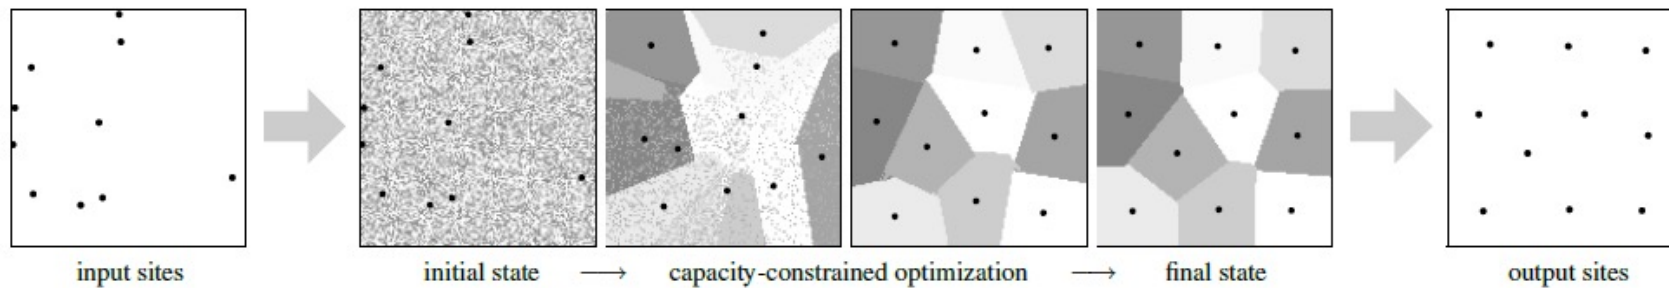 input sites
initial state ⟶ capacity-constrained optimization ⟶ final state
output sites